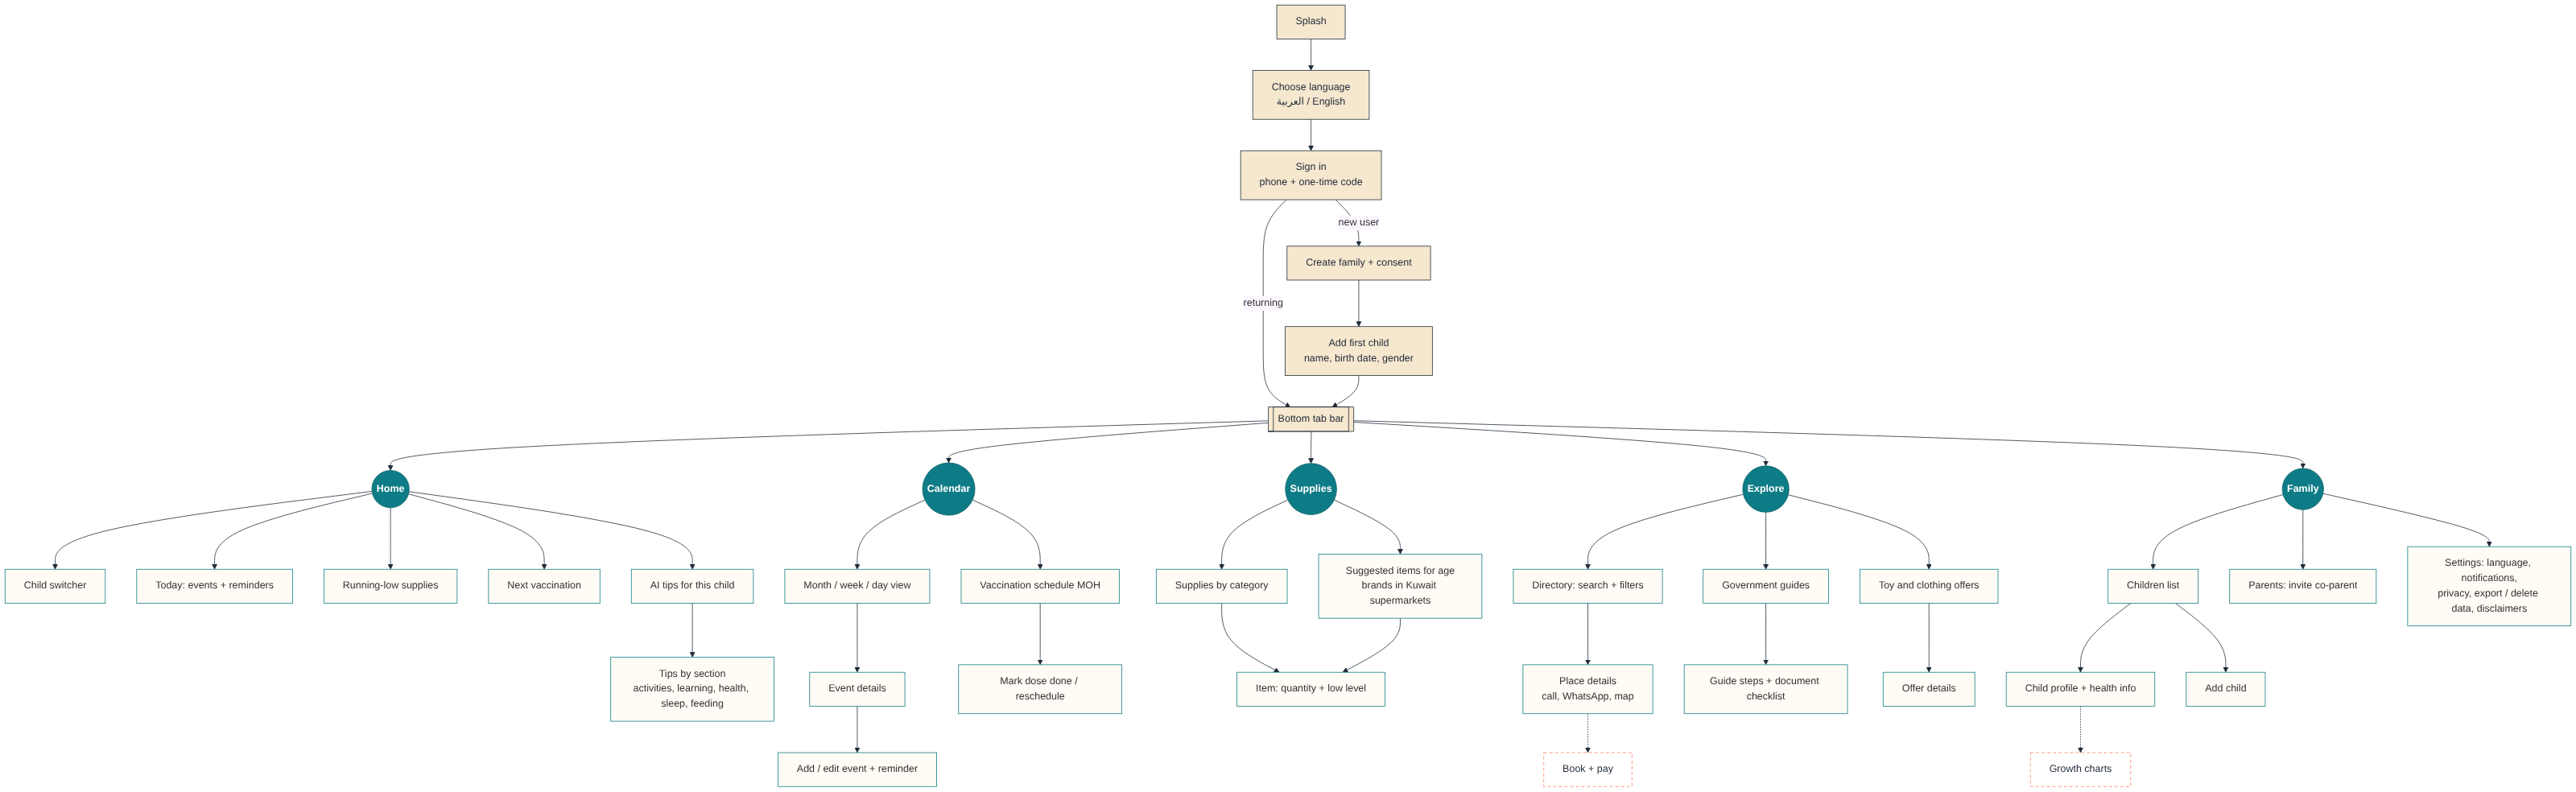 Splash
Choose language
العربية / English
Sign in
phone + one-time code
new user
Create family + consent
returning
Add first child
name, birth date, gender
Bottom tab bar
Home
Calendar
Supplies
Explore
Family
Child switcher
Today: events + reminders
Running-low supplies
Next vaccination
AI tips for this child
Month / week / day view
Vaccination schedule MOH
Supplies by category
Suggested items for age
brands in Kuwait
supermarkets
Directory: search + filters
Government guides
Toy and clothing offers
Children list
Parents: invite co-parent
Settings: language,
notifications,
privacy, export / delete
data, disclaimers
Tips by section
activities, learning, health,
sleep, feeding
Event details
Mark dose done /
reschedule
Item: quantity + low level
Place details
call, WhatsApp, map
Guide steps + document
checklist
Offer details
Child profile + health info
Add child
Add / edit event + reminder
Book + pay
Growth charts